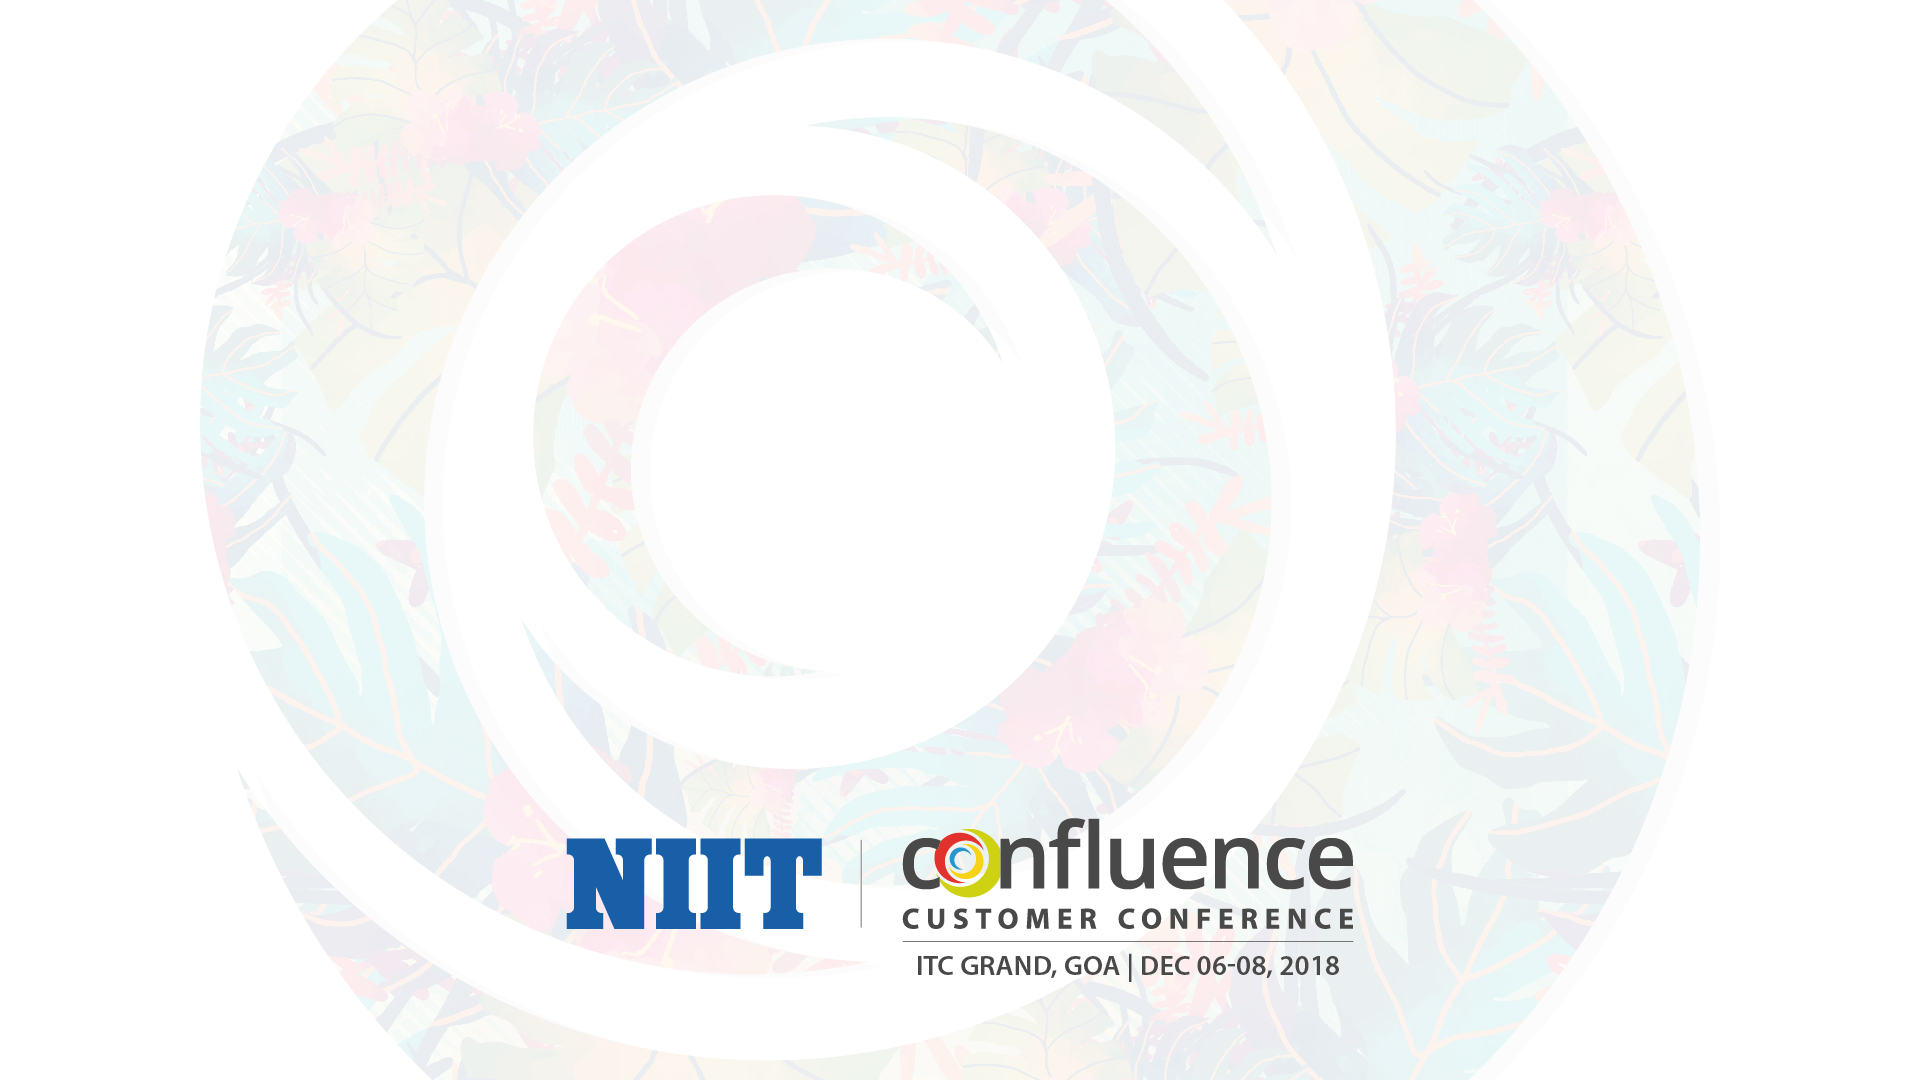 NIIT
confluence
CUSTOMER CONFERENCE
ITC GRAND, GOA | DEC 06-08, 2018